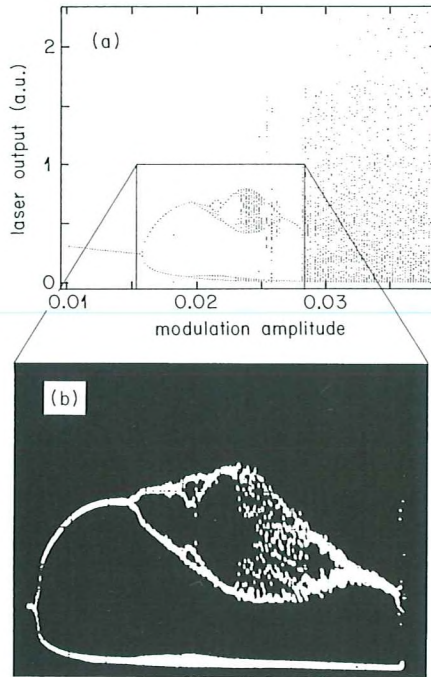 (a)
laser output (a.u.)
2
1
0
0.01 0.02 0.03
modulation amplitude
(b)